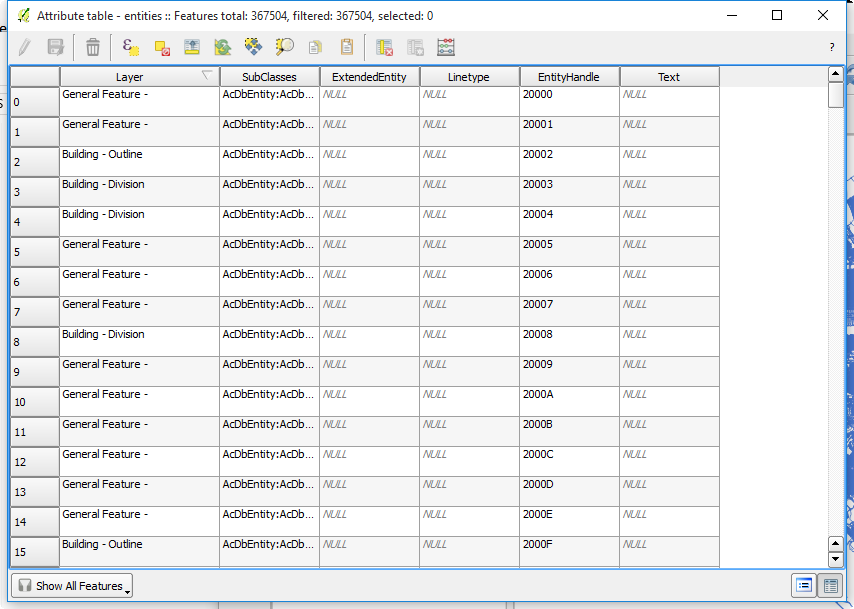 Attribute table - entities :: Features total: 367504, filtered: 367504, selected: 0
?
Layer SubClasses ExtendedEntity Linetype EntityHandle Text
0 General Feature - AcDbEntity:AcDb... NULL NULL 20000 NULL
1 General Feature - AcDbEntity:AcDb... NULL NULL 20001 NULL
2 Building - Outline AcDbEntity:AcDb... NULL NULL 20002 NULL
3 Building - Division AcDbEntity:AcDb... NULL NULL 20003 NULL
4 Building - Division AcDbEntity:AcDb... NULL NULL 20004 NULL
5 General Feature - AcDbEntity:AcDb... NULL NULL 20005 NULL
6 General Feature - AcDbEntity:AcDb... NULL NULL 20006 NULL
7 General Feature - AcDbEntity:AcDb... NULL NULL 20007 NULL
8 Building - Division AcDbEntity:AcDb... NULL NULL 20008 NULL
9 General Feature - AcDbEntity:AcDb... NULL NULL 20009 NULL
10 General Feature - AcDbEntity:AcDb... NULL NULL 2000A NULL
11 General Feature - AcDbEntity:AcDb... NULL NULL 2000B NULL
12 General Feature - AcDbEntity:AcDb... NULL NULL 2000C NULL
13 General Feature - AcDbEntity:AcDb... NULL NULL 2000D NULL
14 General Feature - AcDbEntity:AcDb... NULL NULL 2000E NULL
15 Building - Outline AcDbEntity:AcDb... NULL NULL 2000F NULL
Show All Features